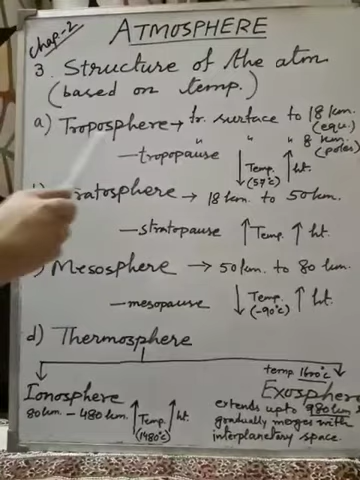 Chap.-2
ATMOSPHERE
3. Structure of the atm
(based on temp.)
a) Troposphere → fr. surface to 18 km. (equ.)
" " " 8 km. (poles)
—tropopause ↓ Temp. (57°C) ↑ ht.
ratosphere → 18 km. to 50 km.
—stratopause ↑ Temp. ↑ ht.
) Mesosphere → 50 km. to 80 km.
—mesopause ↓ Temp. (-90°C) ↑ ht.
d) Thermosphere
Ionosphere
80 km. – 480 km. ↑ Temp. (1480°C) ↑ ht.
temp. 1600°C
Exosphere
extends upto 980 km &
gradually merges with
interplanetary space.